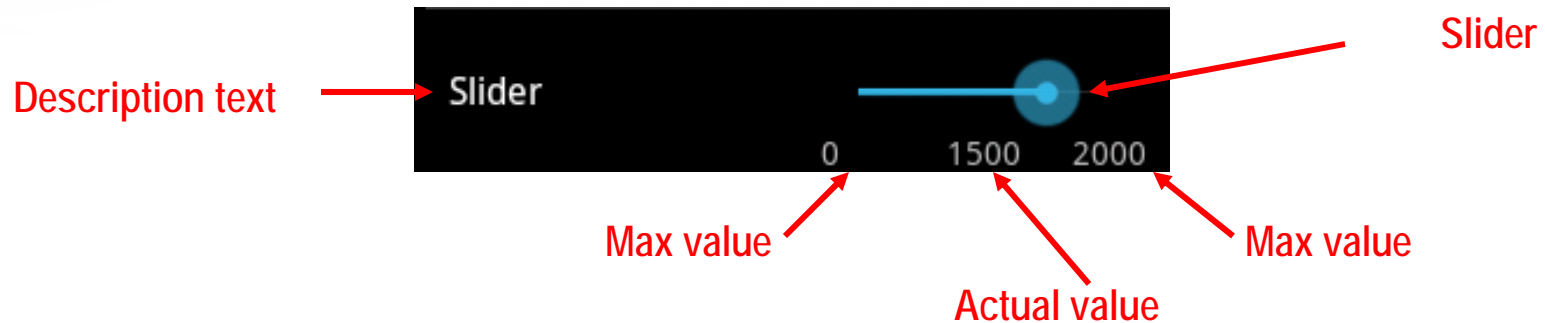 Slider
Description text
Slider
0 1500 2000
Max value
Max value
Actual value